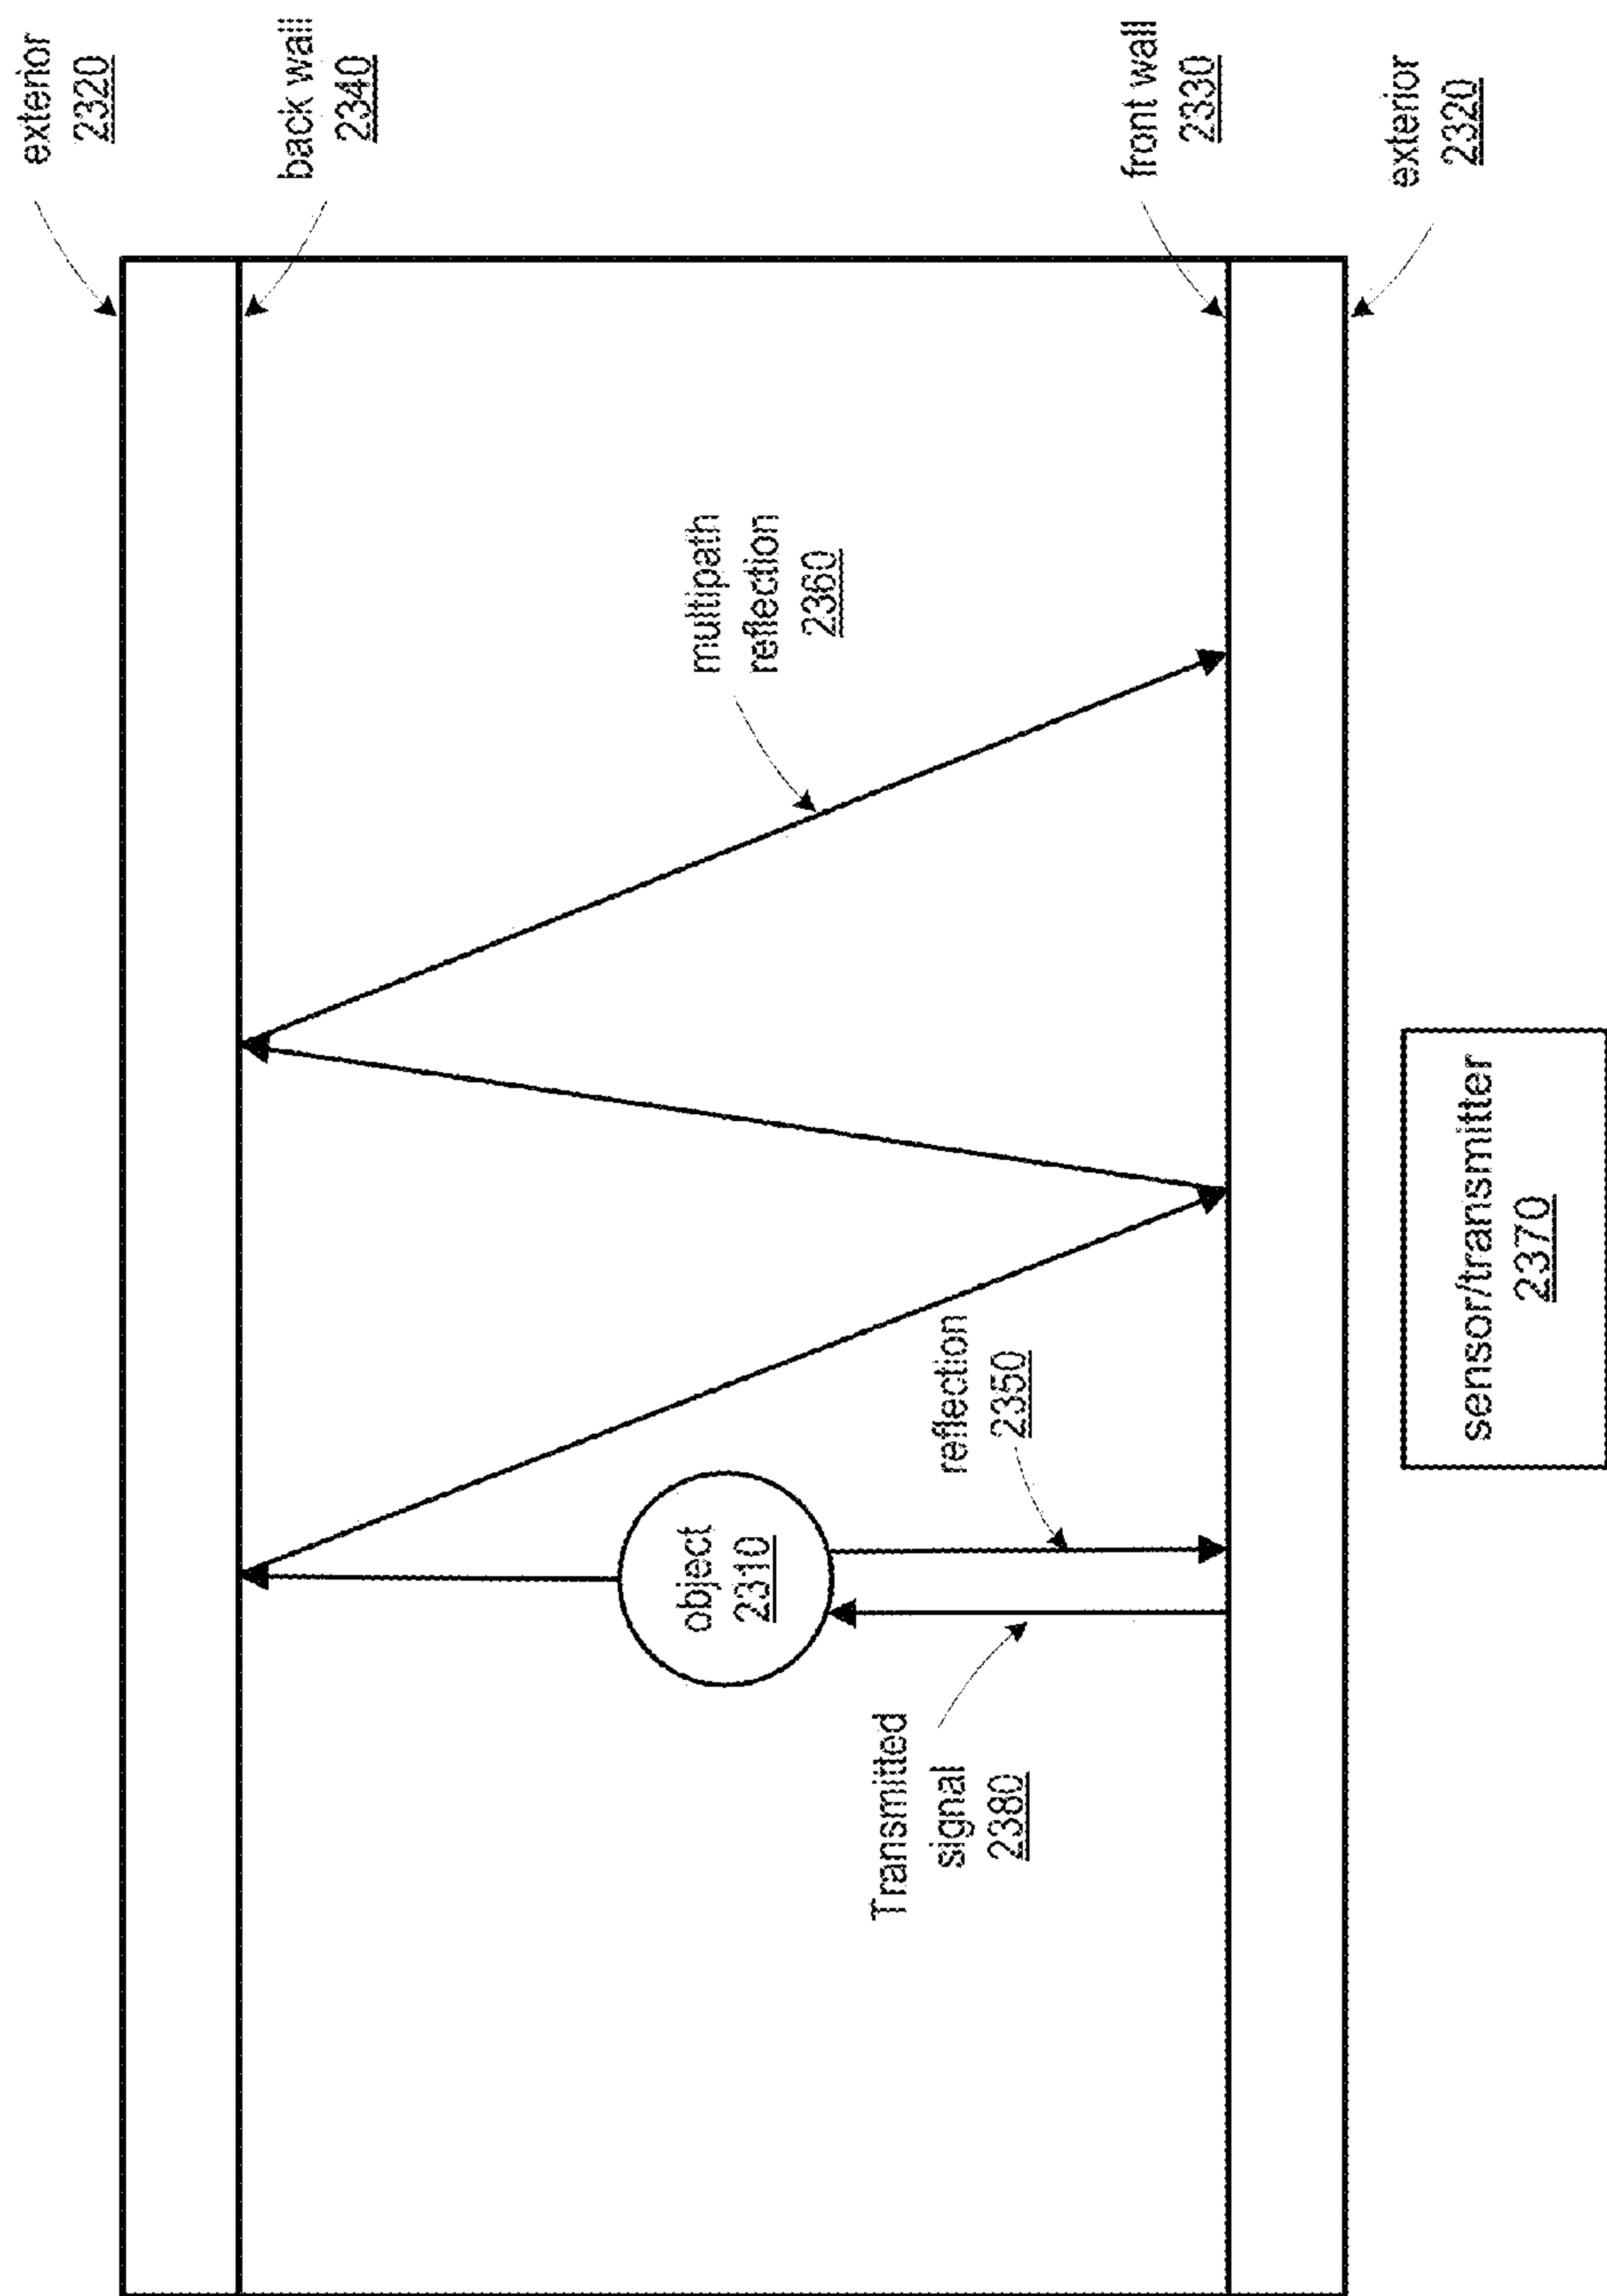 exterior
2320
back wall
2340
multipath
reflection
2360
object
2310
reflection
2350
Transmitted
signal
2380
front wall
2330
exterior
2320
sensor/transmitter
2370